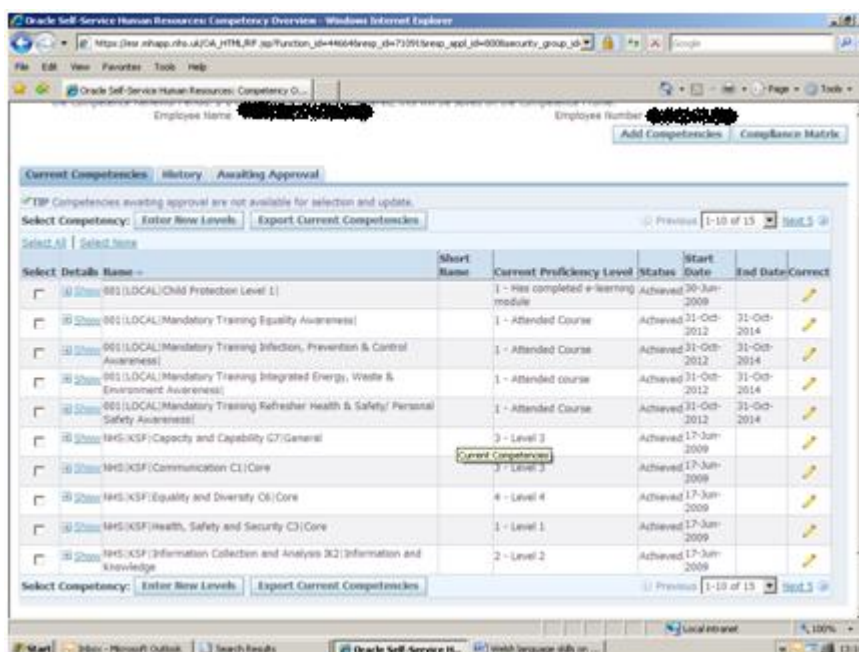 Oracle Self-Service Human Resources: Competency Overview - Windows Internet Explorer
Google
File Edit View Favorites Tools Help
Oracle Self-Service Human Resources: Competency O...
Page Tools
Employee Name
Employee Number
Add Competencies Compliance Matrix
Current Competencies History Awaiting Approval
TIP Competencies awaiting approval are not available for selection and update.
Select Competency: Enter New Levels Export Current Competencies Previous 1-10 of 15 Next 5
Select All Select None
Select Details Name Short Name Current Proficiency Level Status Start Date End Date Correct
Show 001|LOCAL|Child Protection Level 1| 1 - Has completed e-learning module Achieved 30-Jun-2009
Show 001|LOCAL|Mandatory Training Equality Awareness| 1 - Attended Course Achieved 31-Oct-2012 31-Oct-2014
Show 001|LOCAL|Mandatory Training Infection, Prevention & Control Awareness| 1 - Attended Course Achieved 31-Oct-2012 31-Oct-2014
Show 001|LOCAL|Mandatory Training Integrated Energy, Waste & Environment Awareness| 1 - Attended course Achieved 31-Oct-2012 31-Oct-2014
Show 001|LOCAL|Mandatory Training Refresher Health & Safety/ Personal Safety Awareness| 1 - Attended Course Achieved 31-Oct-2012 31-Oct-2014
Show NHS|KSF|Capacity and Capability G7|General 3 - Level 3 Achieved 17-Jun-2009
Current Competencies
Show NHS|KSF|Communication C1|Core 3 - Level 3 Achieved 17-Jun-2009
Show NHS|KSF|Equality and Diversity C6|Core 4 - Level 4 Achieved 17-Jun-2009
Show NHS|KSF|Health, Safety and Security C3|Core 1 - Level 1 Achieved 17-Jun-2009
Show NHS|KSF|Information Collection and Analysis IK2|Information and knowledge 2 - Level 2 Achieved 17-Jun-2009
Select Competency: Enter New Levels Export Current Competencies Previous 1-10 of 15 Next 5
Local intranet 100%
Start Inbox - Microsoft Outlook Search Results Oracle Self-Service H... Welsh language skills on ...